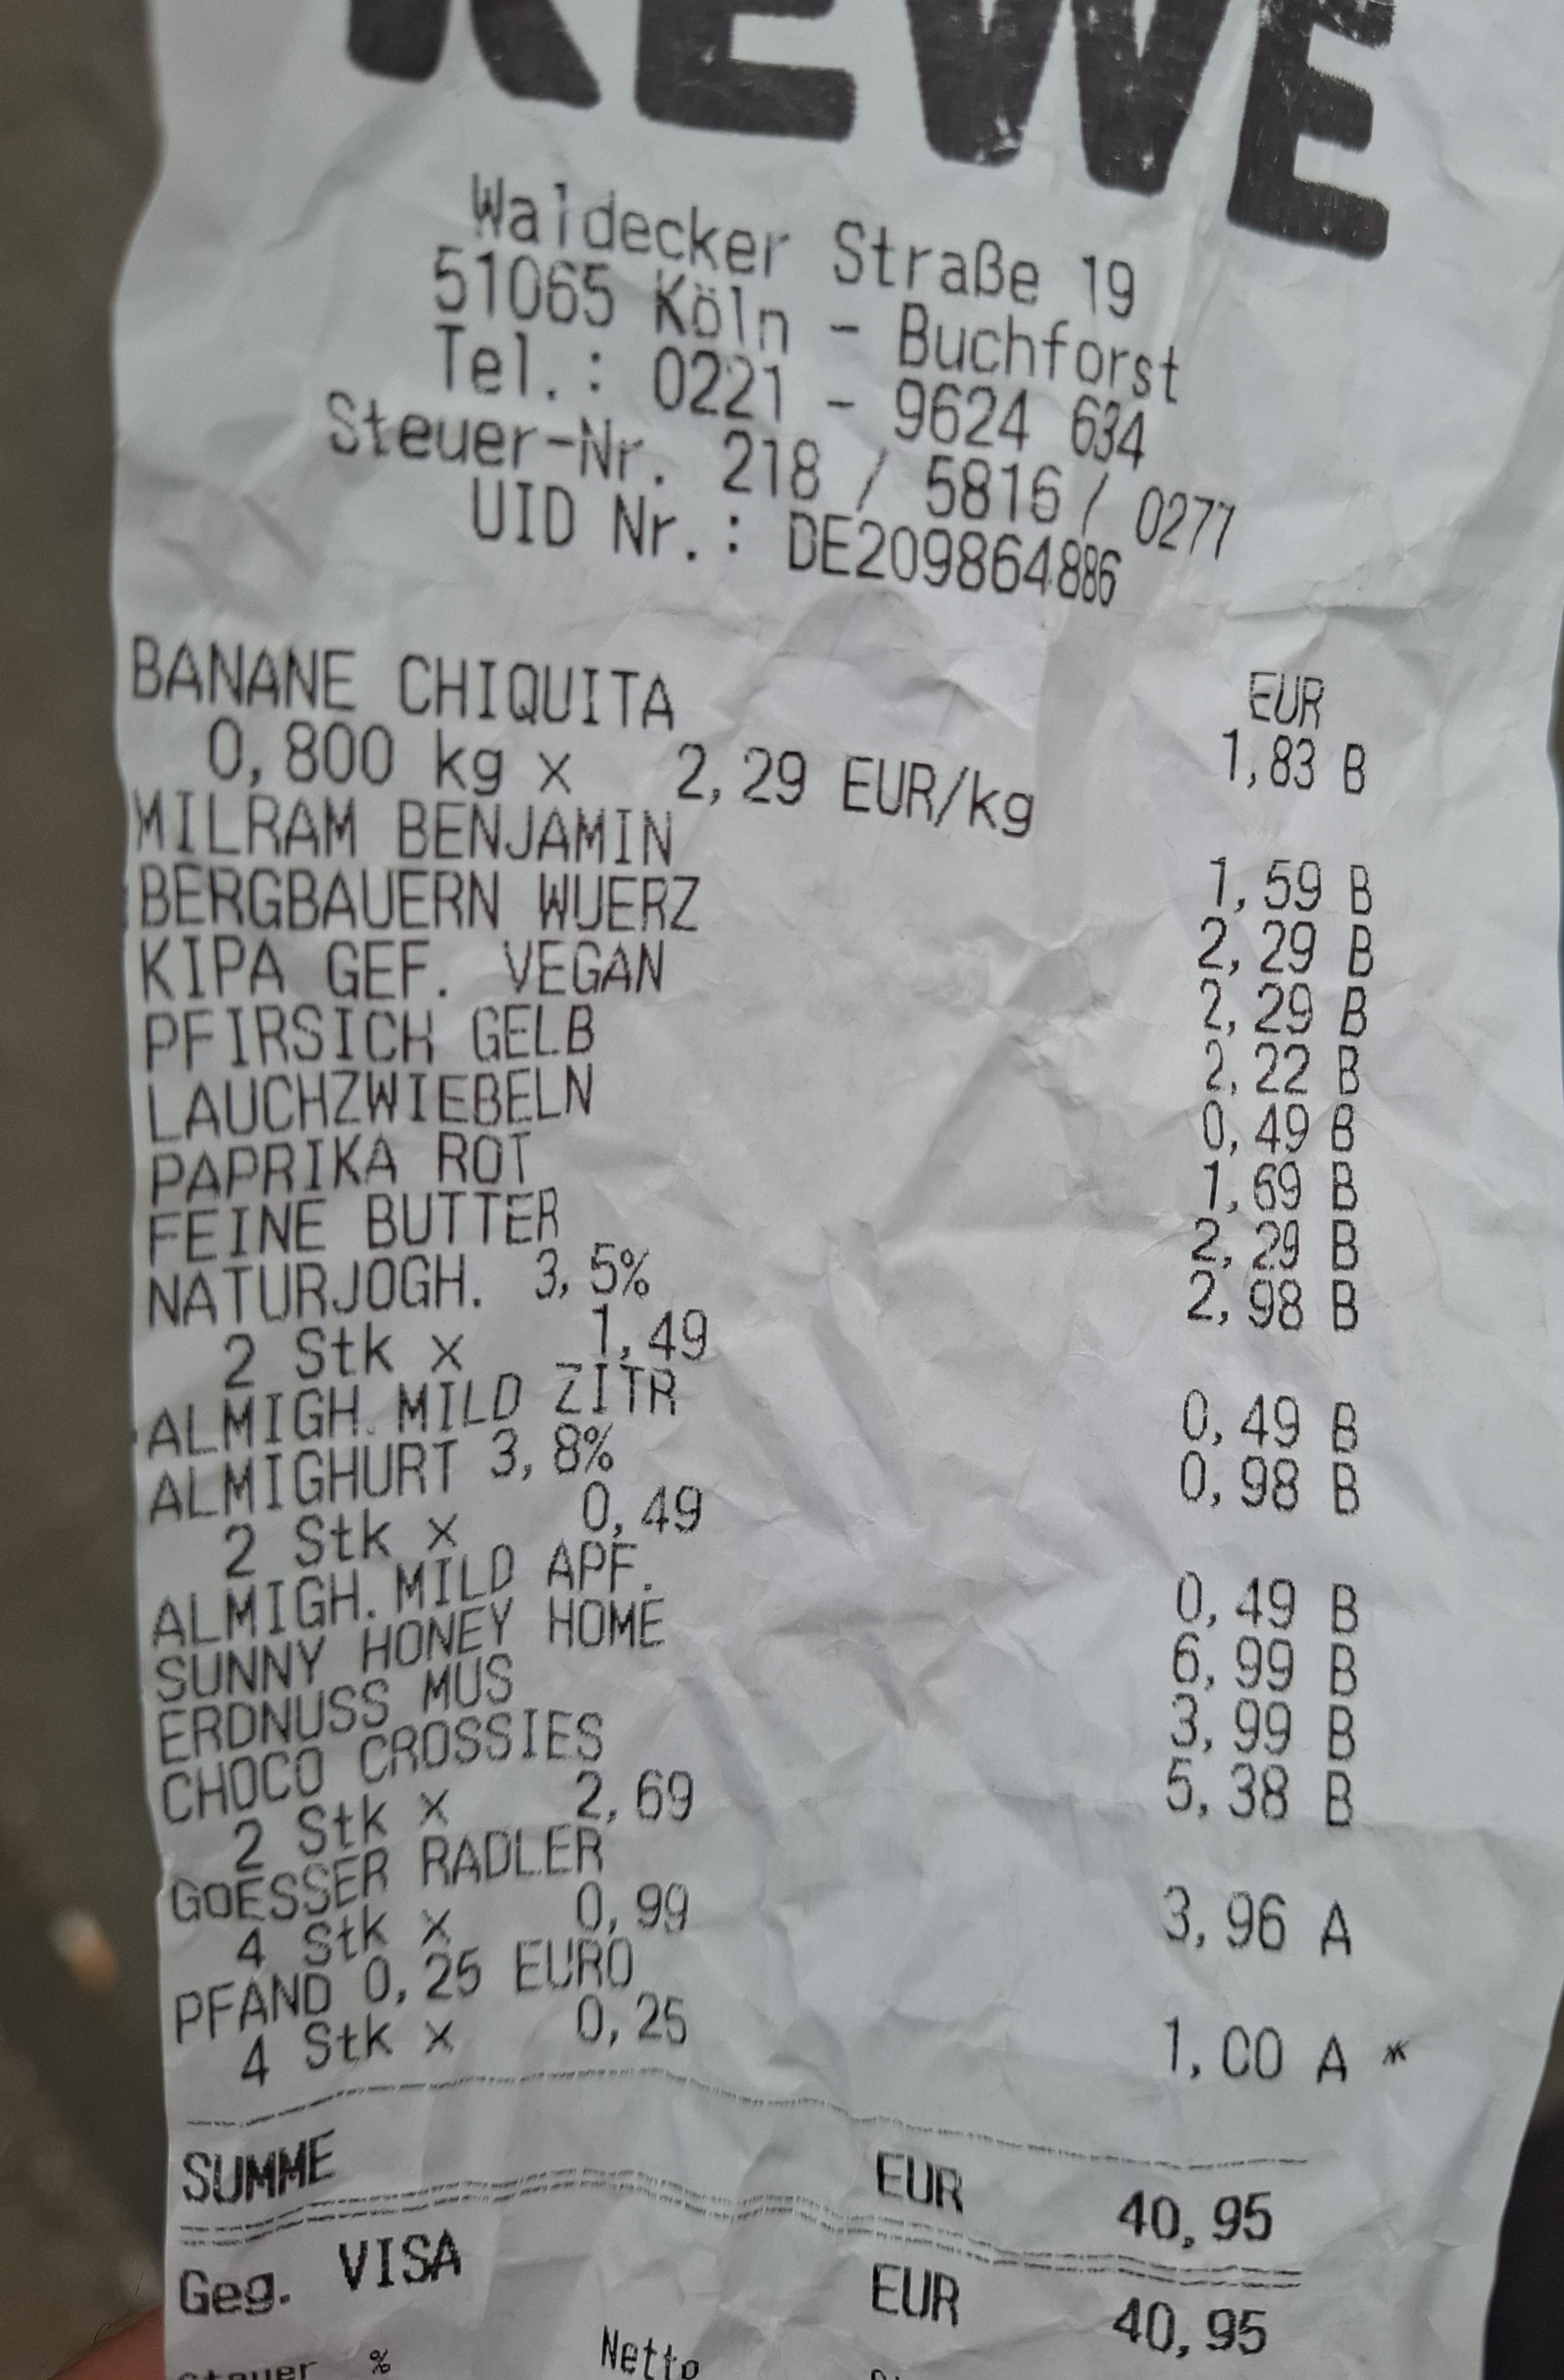 REWE
Waldecker Straße 19
51065 Köln - Buchforst
Tel.: 0221 - 9624 634
Steuer-Nr. 218 / 5816 / 0277
UID Nr.: DE209864886
EUR
BANANE CHIQUITA 1,83 B
0,800 kg x 2,29 EUR/kg
MILRAM BENJAMIN 1,59 B
BERGBAUERN WUERZ 2,29 B
KIPA GEF. VEGAN 2,29 B
PFIRSICH GELB 2,22 B
LAUCHZWIEBELN 0,49 B
PAPRIKA ROT 1,69 B
FEINE BUTTER 2,29 B
NATURJOGH. 3,5% 2,98 B
2 Stk x 1,49
ALMIGH.MILD ZITR 0,49 B
ALMIGHURT 3,8% 0,98 B
2 Stk x 0,49
ALMIGH.MILD APF. 0,49 B
SUNNY HONEY HOME 6,99 B
ERDNUSS MUS 3,99 B
CHOCO CROSSIES 5,38 B
2 Stk x 2,69
GOESSER RADLER 3,96 A
4 Stk x 0,99
PFAND 0,25 EURO 1,00 A *
4 Stk x 0,25
SUMME EUR 40,95
Geg. VISA EUR 40,95
Steuer % Netto